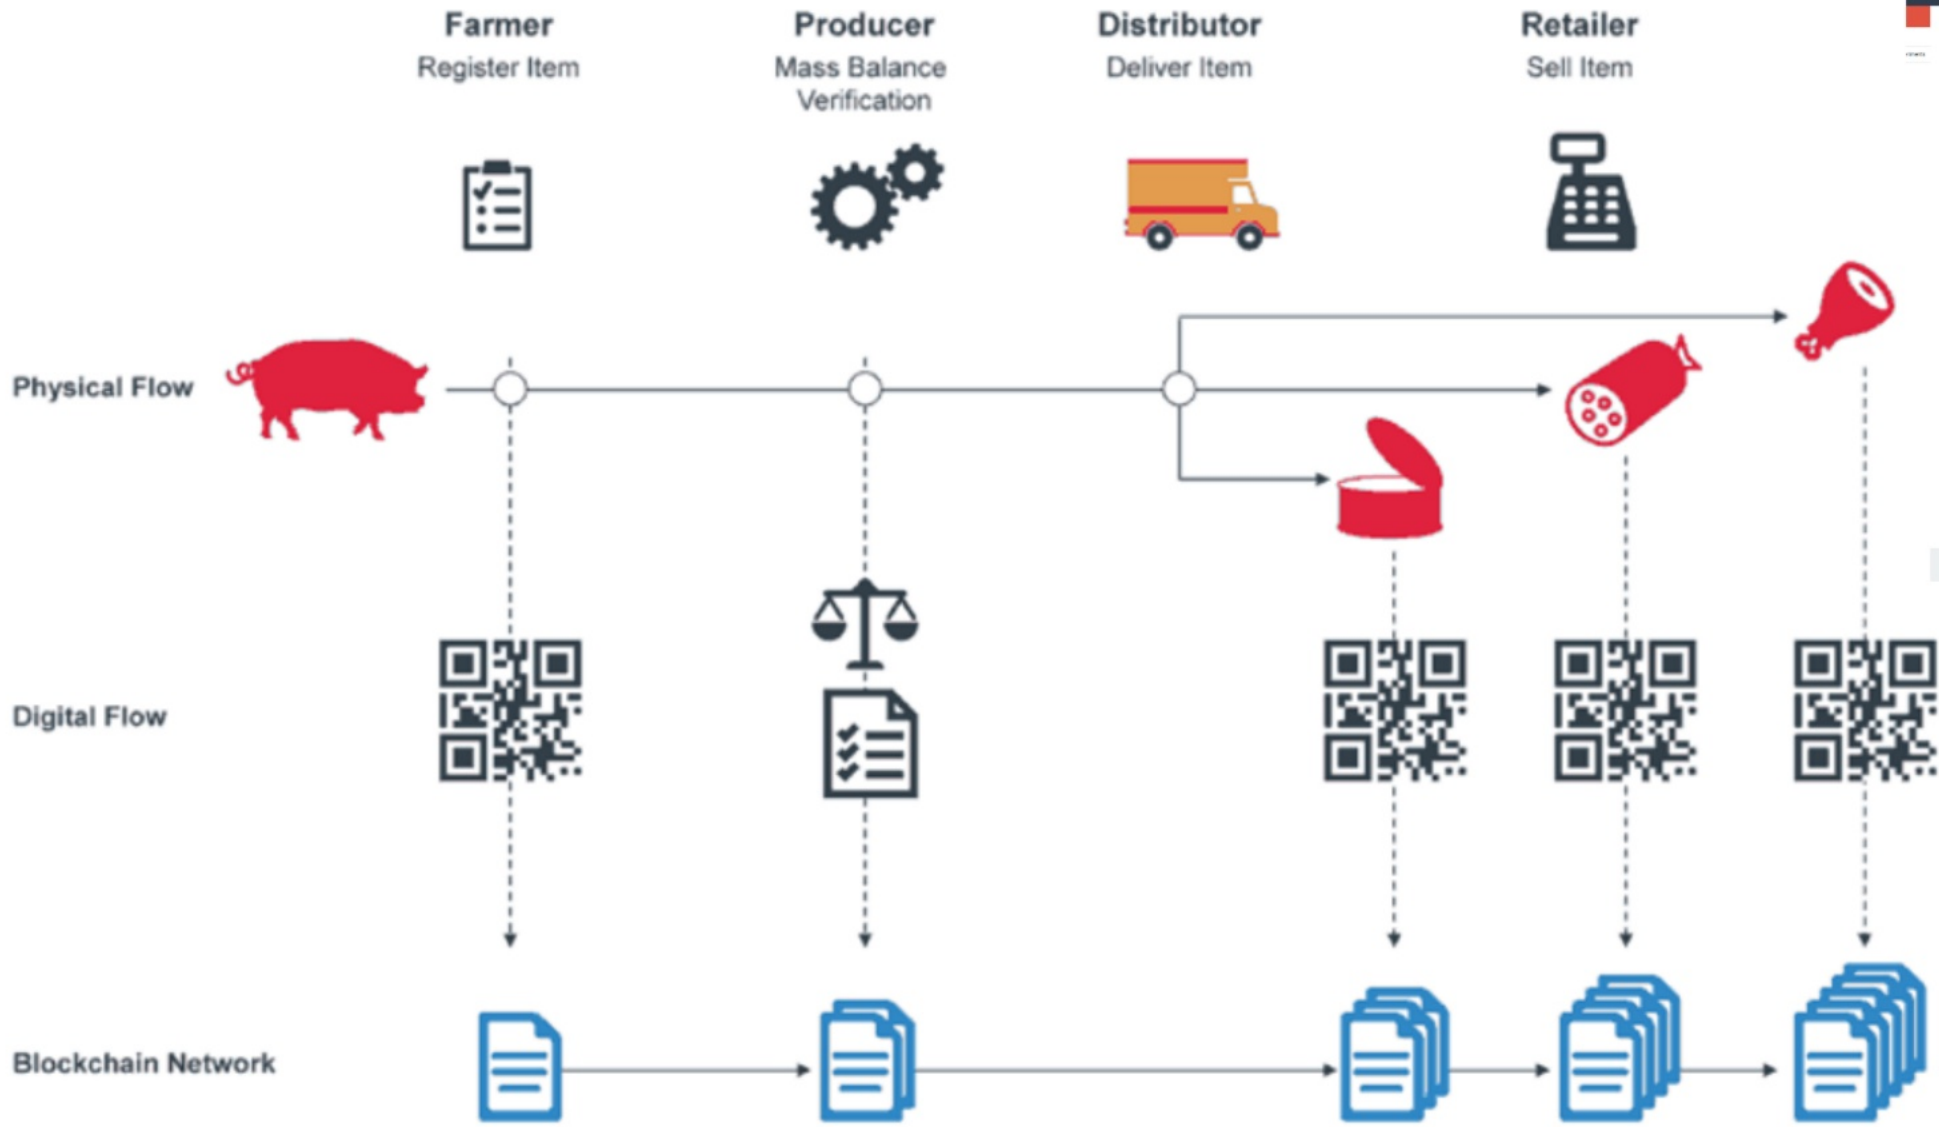 Farmer
Register Item
Producer
Mass Balance
Verification
Distributor
Deliver Item
Retailer
Sell Item
Physical Flow
Digital Flow
Blockchain Network